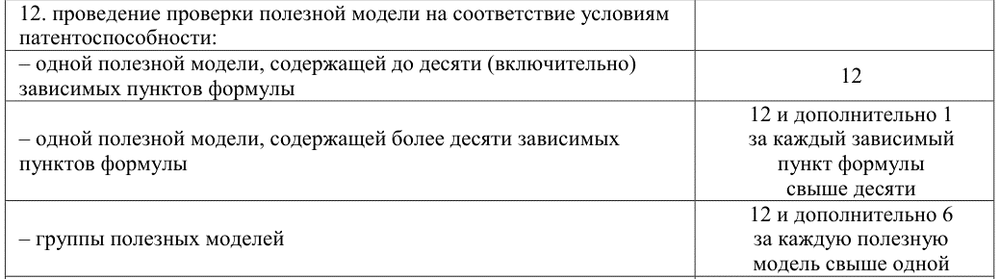 12. проведение проверки полезной модели на соответствие условиям
патентоспособности:
– одной полезной модели, содержащей до десяти (включительно)
зависимых пунктов формулы
12
– одной полезной модели, содержащей более десяти зависимых
пунктов формулы
12 и дополнительно 1
за каждый зависимый
пункт формулы
свыше десяти
– группы полезных моделей
12 и дополнительно 6
за каждую полезную
модель свыше одной